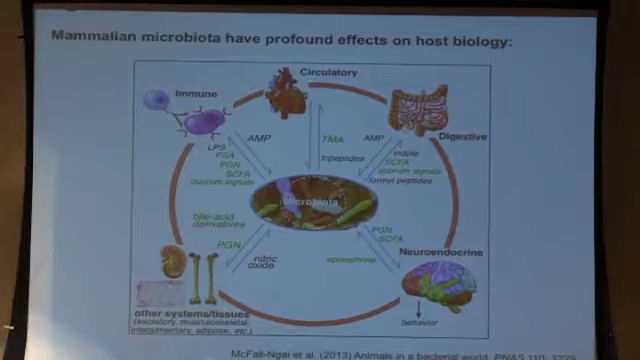 Mammalian microbiota have profound effects on host biology:
Circulatory
Immune
Digestive
AMP
TMA
AMP
LPS
PSA
PGN
SCFA
quorum signals
tripeptides
indole
SCFA
quorum signals
formyl peptides
Microbiota
bile-acid
derivatives
PGN
nitric
oxide
epinephrine
PGN
SCFA
Neuroendocrine
behavior
other systems/tissues
(excretory, musculoskeletal,
integumentary, adipose, etc.)
McFall-Ngai et al. (2013) Animals in a bacterial world, PNAS 110: 3229